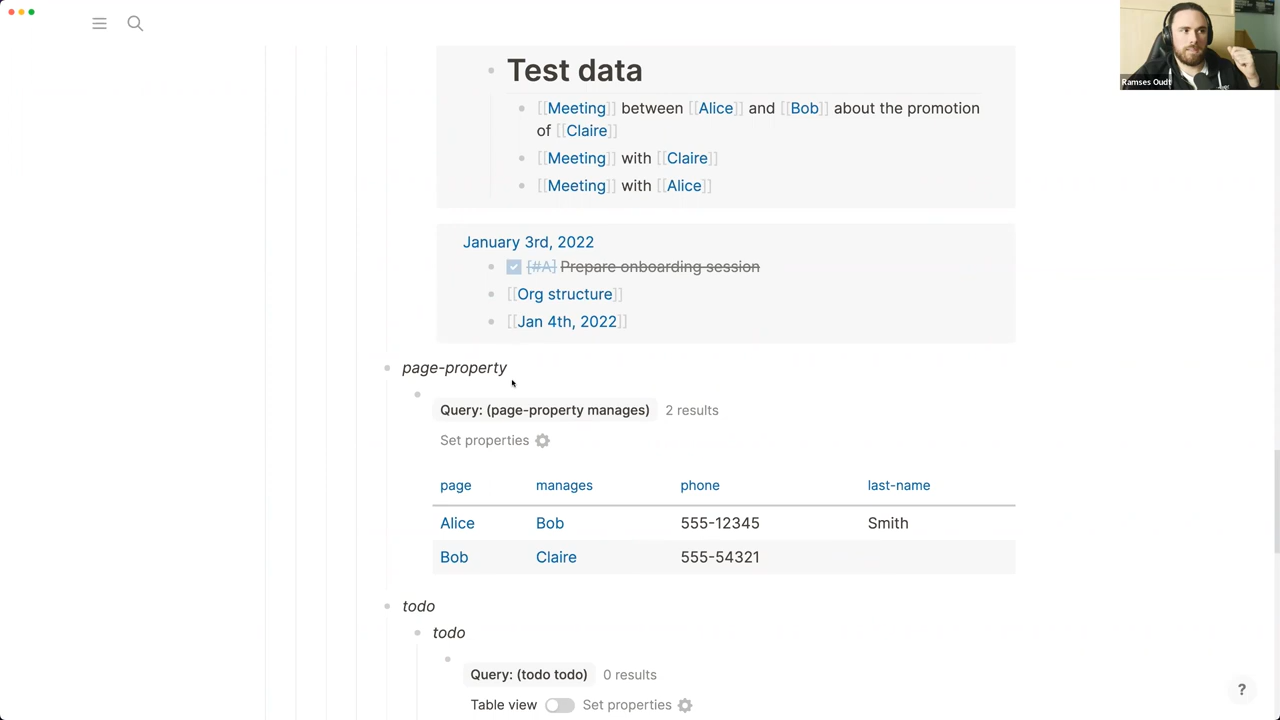 Ramses Oudt
Test data
[[Meeting]] between [[Alice]] and [[Bob]] about the promotion
of [[Claire]]
[[Meeting]] with [[Claire]]
[[Meeting]] with [[Alice]]
January 3rd, 2022
[#A] Prepare onboarding session
[[Org structure]]
[[Jan 4th, 2022]]
page-property
Query: (page-property manages) 2 results
Set properties
page manages phone last-name
Alice Bob 555-12345 Smith
Bob Claire 555-54321
todo
todo
Query: (todo todo) 0 results
Table view Set properties
?